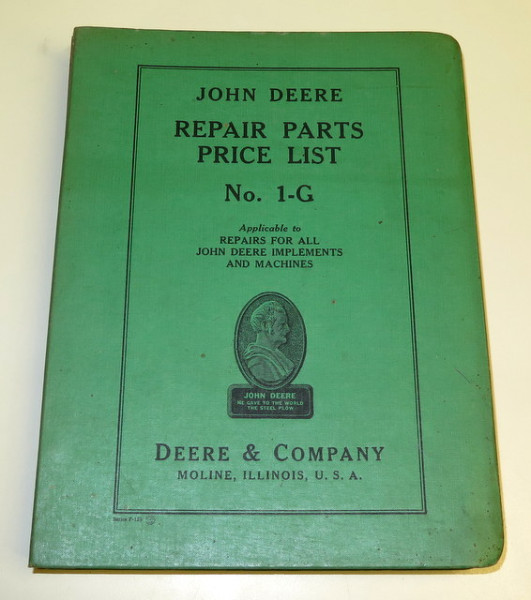 JOHN DEERE
REPAIR PARTS
PRICE LIST
No. 1-G
Applicable to
REPAIRS FOR ALL
JOHN DEERE IMPLEMENTS
AND MACHINES
JOHN DEERE
HE GAVE TO THE WORLD
THE STEEL PLOW
DEERE & COMPANY
MOLINE, ILLINOIS, U. S. A.